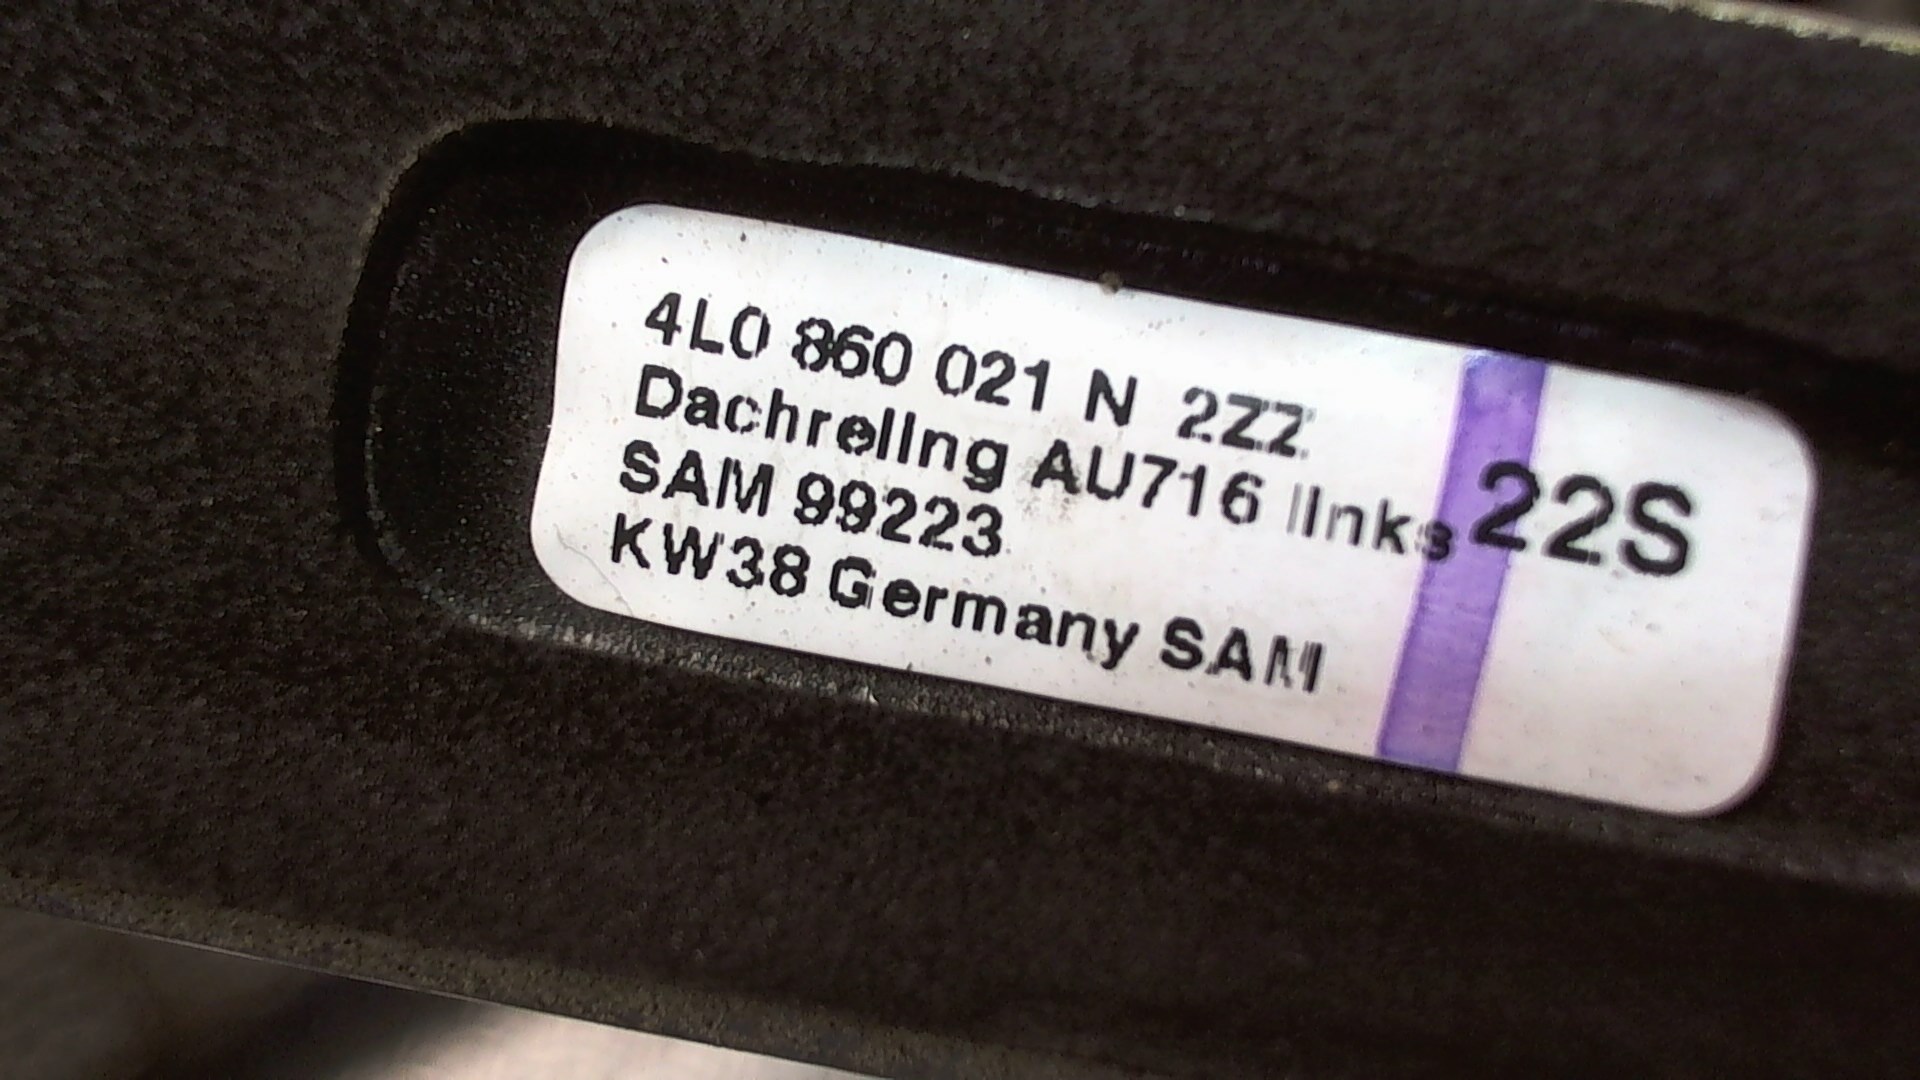 4L0 860 021 N 2ZZ
Dachreling AU716 links 22S
SAM 99223
KW38 Germany SAM